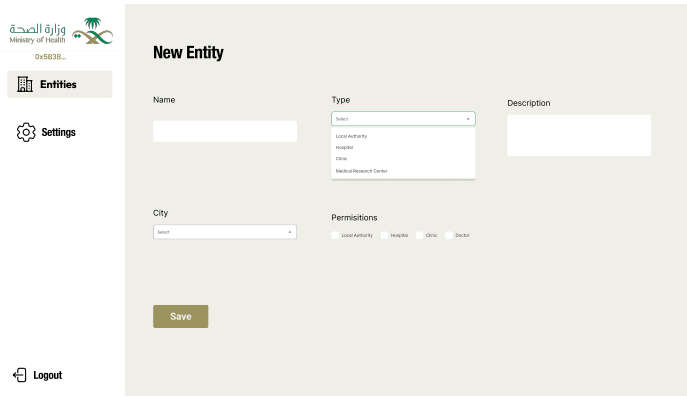 وزارة الصحة
Ministry of Health
0x5B38...
Entities
Settings
Logout
New Entity
Name
Type
Select
Local Authority
Hospital
Clinic
Medical Research Center
Description
City
Select
Permisitions
Local Authority Hospital Clinic Doctor
Save